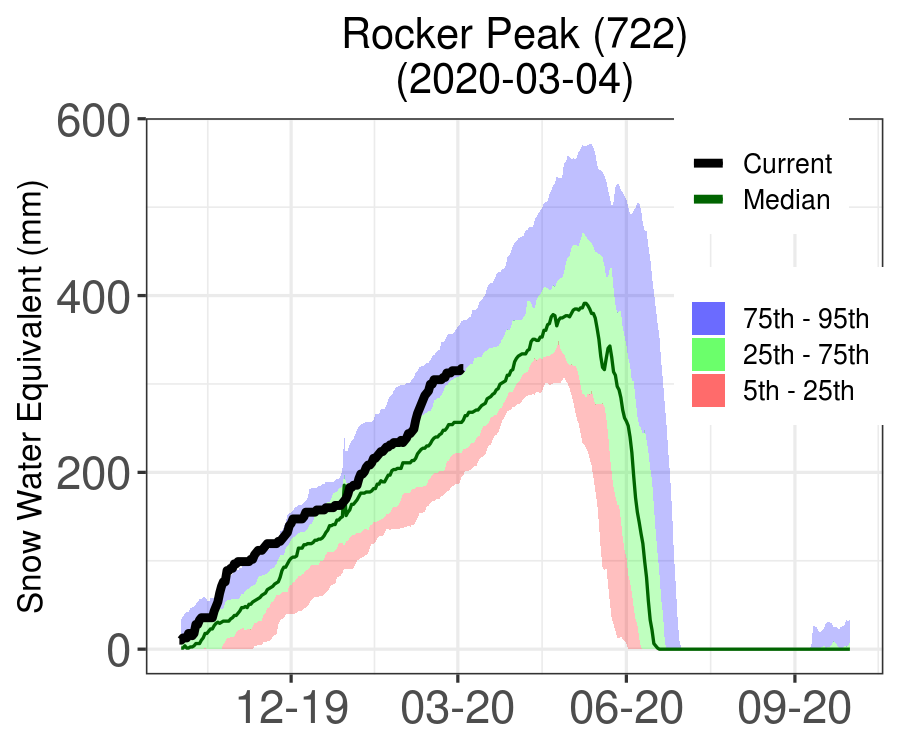 Rocker Peak (722)
(2020-03-04)
Snow Water Equivalent (mm)
600
400
200
0
12-19
03-20
06-20
09-20
Current
Median
75th - 95th
25th - 75th
5th - 25th